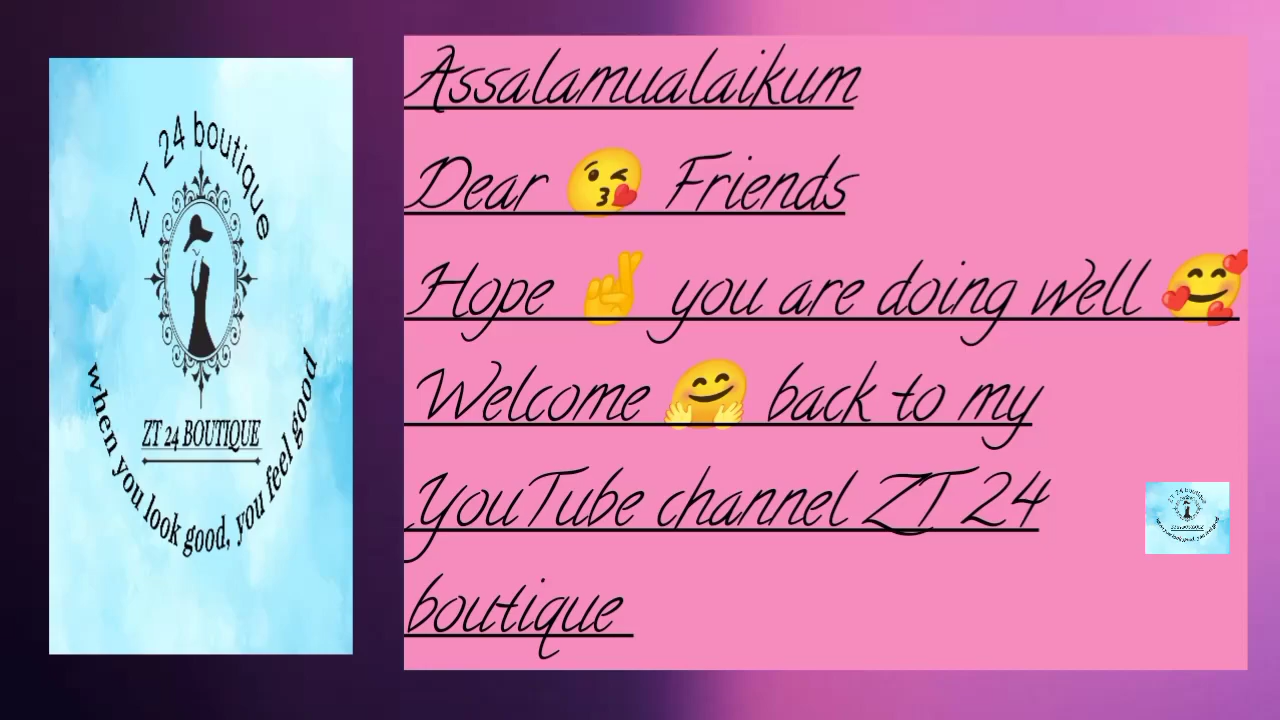 ZT 24 boutique
ZT 24 BOUTIQUE
when you look good, you feel good
Assalamualaikum
Dear 😘 Friends
Hope 🤞 you are doing well 🥰
Welcome 🤗 back to my
YouTube channel ZT 24
boutique